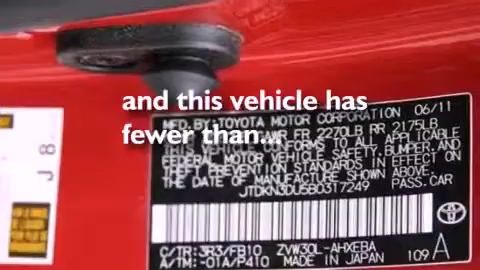 and this vehicle has
fewer than...
MFD. BY: TOYOTA MOTOR CORPORATION 06/11
GAWR FR 2270LB RR 2175LB
THIS VEHICLE CONFORMS TO ALL APPLICABLE
FEDERAL MOTOR VEHICLE SAFETY, BUMPER, AND
THEFT PREVENTION STANDARDS IN EFFECT ON
THE DATE OF MANUFACTURE SHOWN ABOVE.
JTDKN3DU5B0317249 PASS. CAR
C/TR: 3R3/FB10 ZVW30L-AHXEBA
A/TM: -01A/P410 MADE IN JAPAN 109 A
J 8